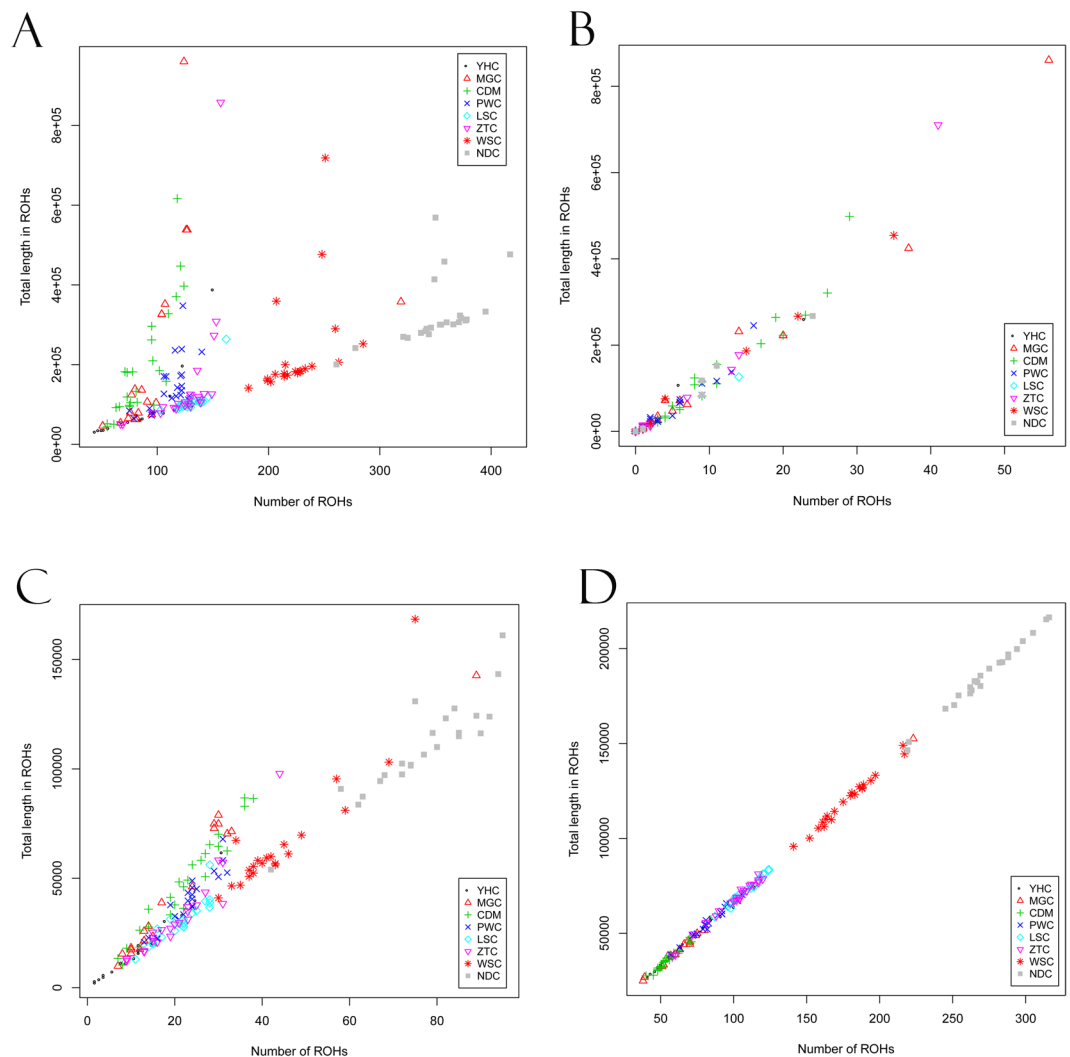 A
Total length in ROHs
0e+00 2e+05 4e+05 6e+05 8e+05
100 200 300 400
Number of ROHs
YHC
MGC
CDM
PWC
LSC
ZTC
WSC
NDC
B
Total length in ROHs
0e+00 2e+05 4e+05 6e+05 8e+05
0 10 20 30 40 50
Number of ROHs
YHC
MGC
CDM
PWC
LSC
ZTC
WSC
NDC
C
Total length in ROHs
0 50000 100000 150000
0 20 40 60 80
Number of ROHs
YHC
MGC
CDM
PWC
LSC
ZTC
WSC
NDC
D
Total length in ROHs
50000 100000 150000 200000
50 100 150 200 250 300
Number of ROHs
YHC
MGC
CDM
PWC
LSC
ZTC
WSC
NDC